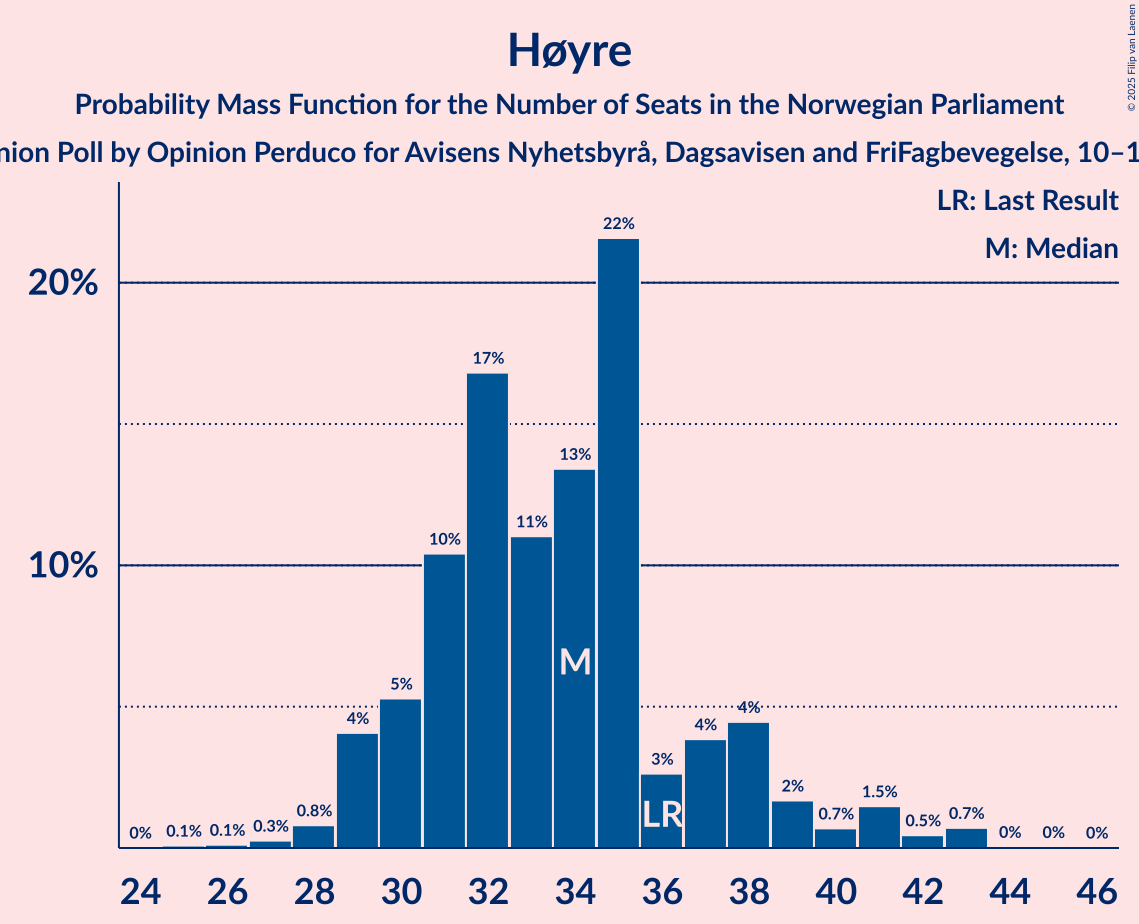 © 2025 Filip van Laenen
Høyre
Probability Mass Function for the Number of Seats in the Norwegian Parliament
Poll by Opinion Perduco for Avisens Nyhetsbyrå, Dagsavisen and FriFagbevegelse,
LR: Last Result
M: Median
22%
20%
17%
13%
11%
10%
10%
M
5%
4%
4%
4%
3%
LR
2%
1.5%
0.8%
0.7%
0.7%
0.5%
0.3%
0.1%
0.1%
0%
0%
0%
0%
24 26 28 30 32 34 36 38 40 42 44 46